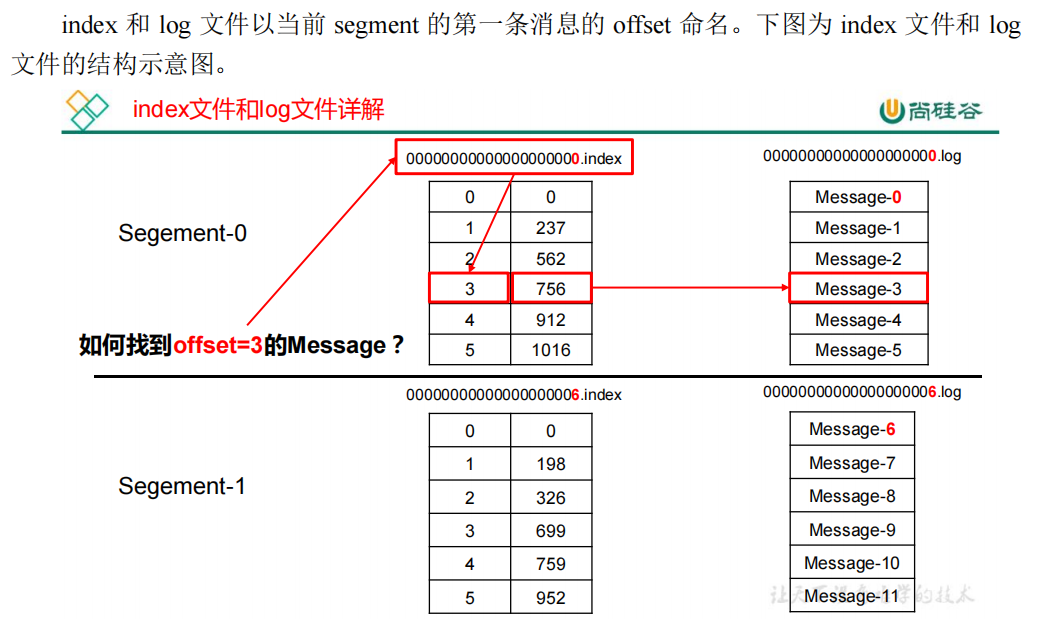 index 和 log 文件以当前 segment 的第一条消息的 offset 命名。下图为 index 文件和 log
文件的结构示意图。
index文件和log文件详解
尚硅谷
00000000000000000000.index
00000000000000000000.log
Segement-0
0 0
1 237
2 562
3 756
4 912
5 1016
Message-0
Message-1
Message-2
Message-3
Message-4
Message-5
如何找到offset=3的Message？
00000000000000000006.index
00000000000000000006.log
Segement-1
0 0
1 198
2 326
3 699
4 759
5 952
Message-6
Message-7
Message-8
Message-9
Message-10
Message-11
让天 学的技术